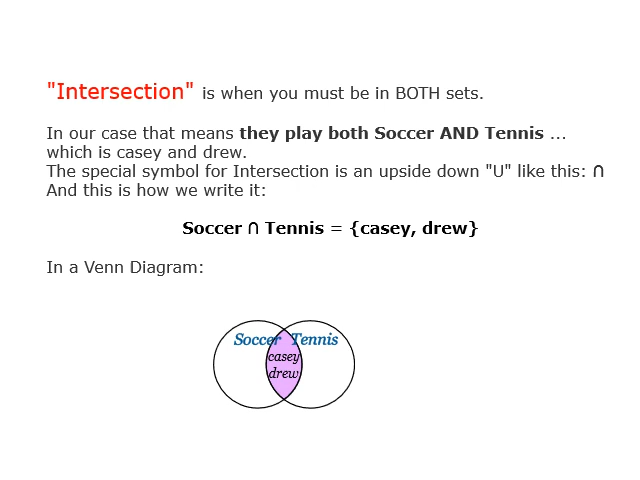 "Intersection" is when you must be in BOTH sets.
In our case that means they play both Soccer AND Tennis ...
which is casey and drew.
The special symbol for Intersection is an upside down "U" like this: ∩
And this is how we write it:
Soccer ∩ Tennis = {casey, drew}
In a Venn Diagram:
Soccer Tennis
casey
drew